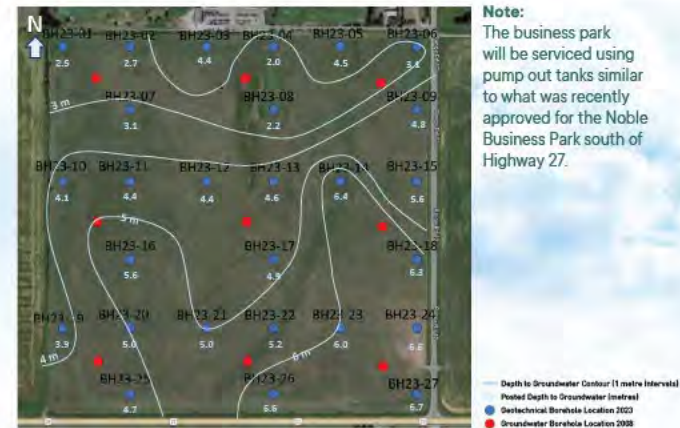 N
BH23-02 BH23-03 BH23-04 BH23-05 BH23-06
2.5 2.7 4.4 2.0 4.5 3.1
BH23-07 BH23-08 BH23-09
3 m
3.1 2.2 4.8
BH23-10 BH23-11 BH23-12 BH23-13 BH23-14 BH23-15
4.1 4.4 4.4 4.6 6.4 5.6
5 m
BH23-16 BH23-17 BH23-18
5.6 4.9 6.3
BH23-20 BH23-21 BH23-22 BH23-23 BH23-24
3.9 5.0 5.0 5.2 6.0 6.6
4 m 6 m
BH23-25 BH23-26 BH23-27
4.7 6.6 6.7
Note:
The business park
will be serviced using
pump out tanks similar
to what was recently
approved for the Noble
Business Park south of
Highway 27.
Depth to Groundwater Contour (1 metre intervals)
Posted Depth to Groundwater (metres)
Geotechnical Borehole Location 2023
Groundwater Borehole Location 2008